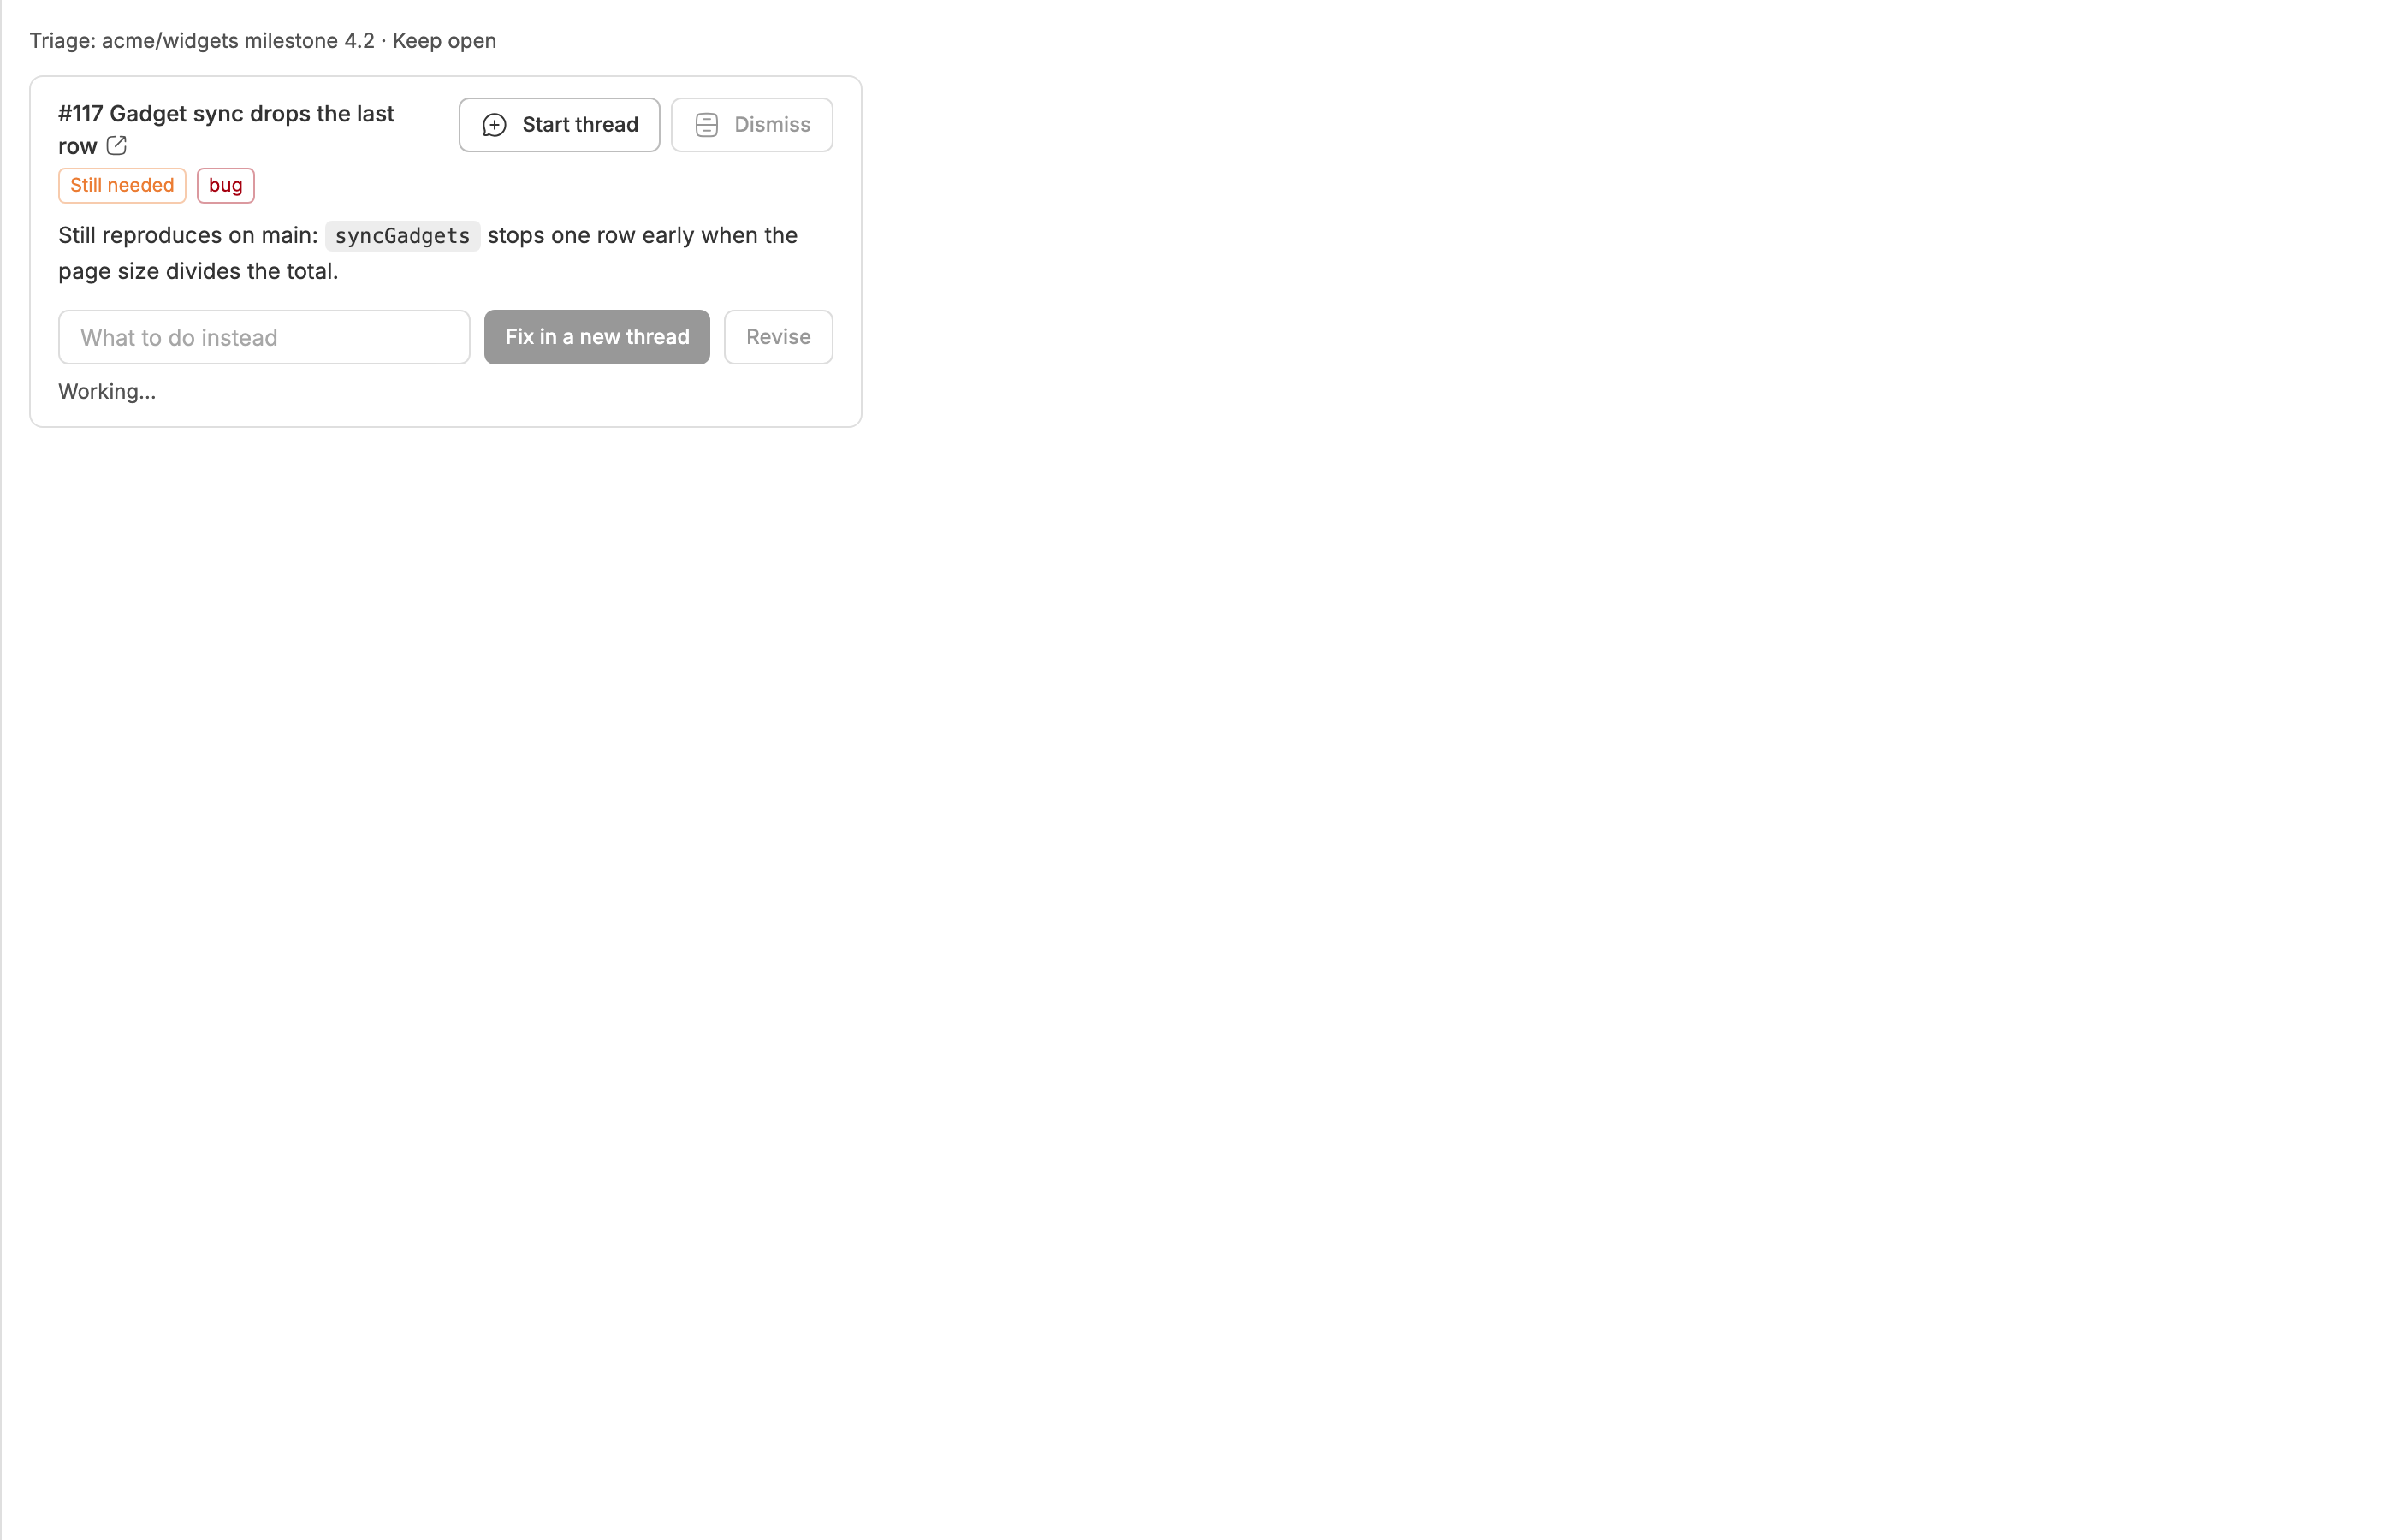 Triage: acme/widgets milestone 4.2 · Keep open
#117 Gadget sync drops the last
row
Start thread
Dismiss
Still needed
bug
Still reproduces on main: syncGadgets stops one row early when the
page size divides the total.
What to do instead
Fix in a new thread
Revise
Working...